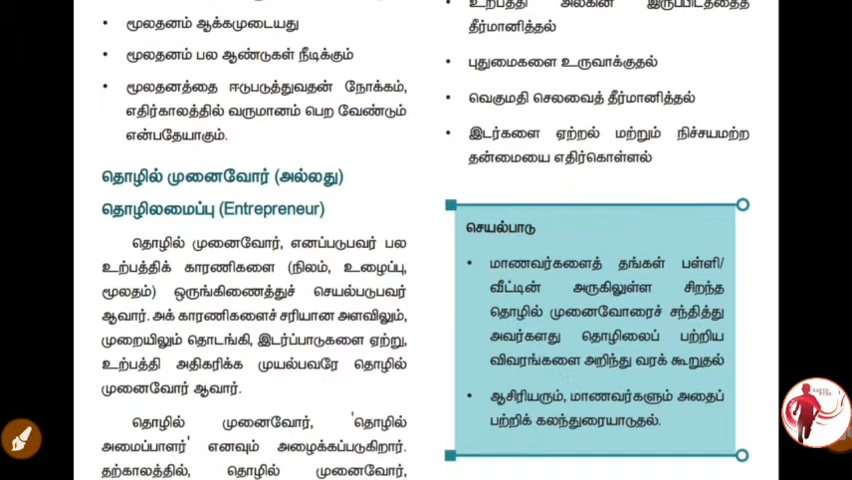 மூலதனம் ஆக்கமுடையது
மூலதனம் பல ஆண்டுகள் நீடிக்கும்
மூலதனத்தை ஈடுபடுத்துவதன் நோக்கம்,
எதிர்காலத்தில் வருமானம் பெற வேண்டும்
என்பதேயாகும்.
தொழில் முனைவோர் (அல்லது)
தொழிலமைப்பு (Entrepreneur)
தொழில் முனைவோர், எனப்படுபவர் பல
உற்பத்திக் காரணிகளை (நிலம், உழைப்பு,
மூலதம்) ஒருங்கிணைத்துச் செயல்படுபவர்
ஆவார். அக் காரணிகளைச் சரியான அளவிலும்,
முறையிலும் தொடங்கி, இடர்ப்பாடுகளை ஏற்று,
உற்பத்தி அதிகரிக்க முயல்பவரே தொழில்
முனைவோர் ஆவார்.
தொழில் முனைவோர், 'தொழில்
அமைப்பாளர்' எனவும் அழைக்கப்படுகிறார்.
தற்காலத்தில், தொழில் முனைவோர்,
உற்பத்தி அலகின் இருப்பிடத்தைத்
தீர்மானித்தல்
புதுமைகளை உருவாக்குதல்
வெகுமதி செலவைத் தீர்மானித்தல்
இடர்களை ஏற்றல் மற்றும் நிச்சயமற்ற
தன்மையை எதிர்கொள்ளல்
செயல்பாடு
மாணவர்களைத் தங்கள் பள்ளி/
வீட்டின் அருகிலுள்ள சிறந்த
தொழில் முனைவோரைச் சந்தித்து
அவர்களது தொழிலைப் பற்றிய
விவரங்களை அறிந்து வரக் கூறுதல்
ஆசிரியரும், மாணவர்களும் அதைப்
பற்றிக் கலந்துரையாடுதல்.